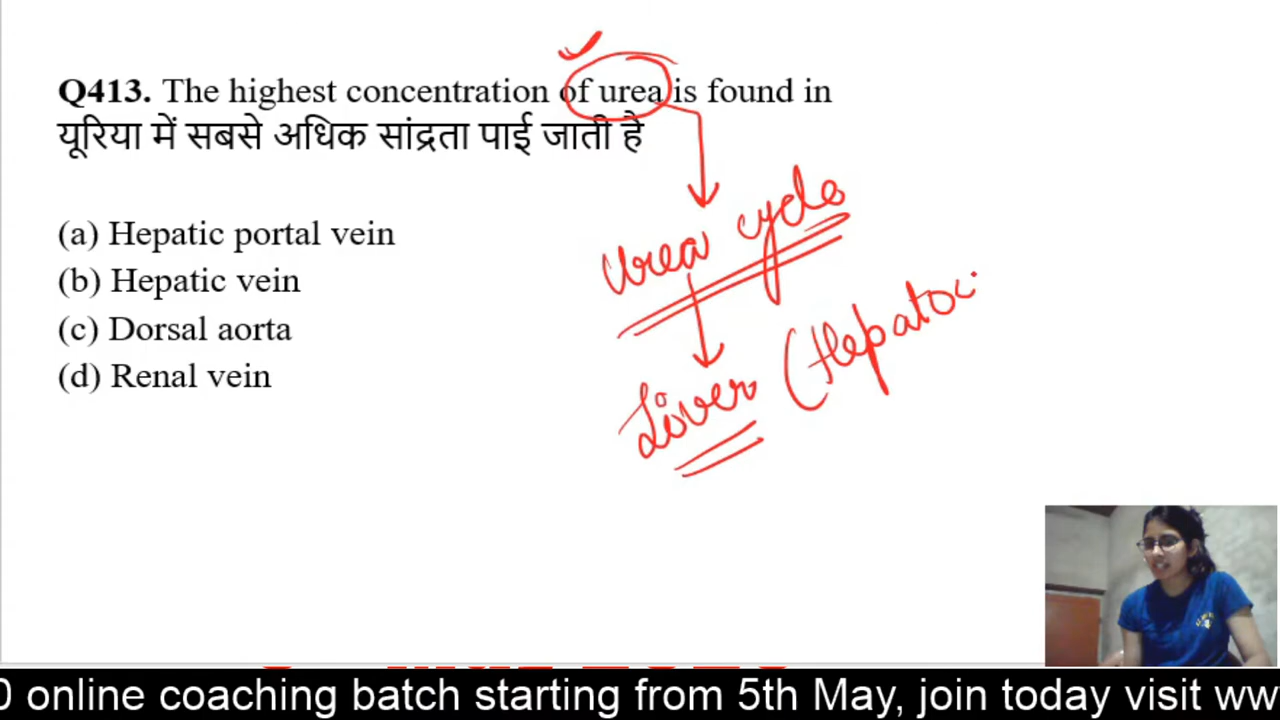 Q413. The highest concentration of urea is found in
यूरिया में सबसे अधिक सांद्रता पाई जाती है
(a) Hepatic portal vein
(b) Hepatic vein
(c) Dorsal aorta
(d) Renal vein
Urea cycle
Liver (Hepatoc
0 online coaching batch starting from 5th May, join today visit ww